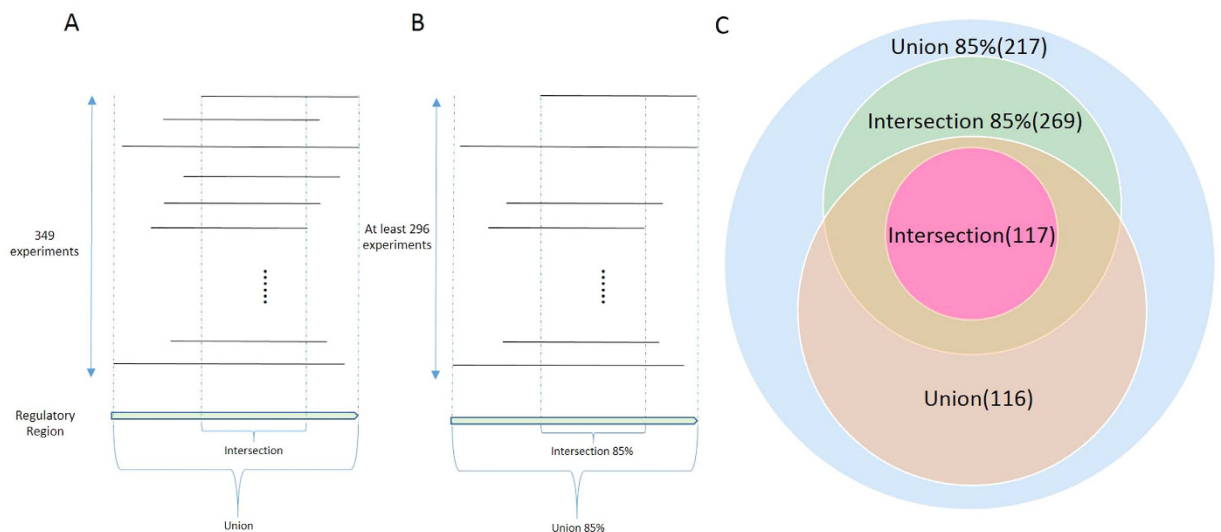 A
349
experiments
Regulatory
Region
Intersection
Union
B
At least 296
experiments
Intersection 85%
Union 85%
C
Union 85%(217)
Intersection 85%(269)
Intersection(117)
Union(116)